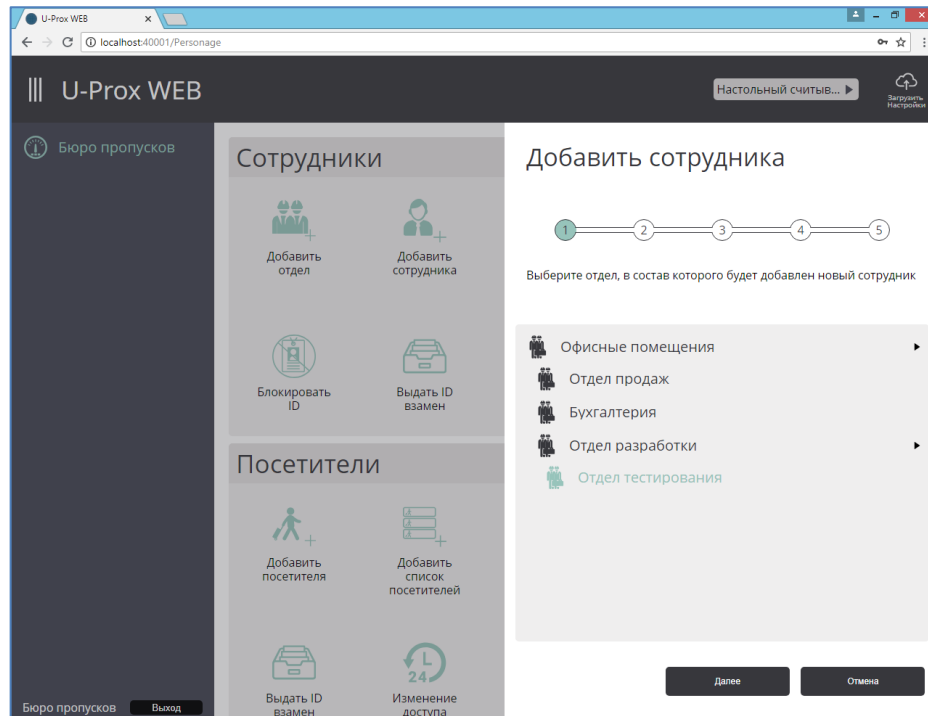 U-Prox WEB
localhost:40001/Personage
U-Prox WEB
Настольный считыв...
Загрузить
Настройки
Бюро пропусков
Сотрудники
Добавить
отдел
Добавить
сотрудника
Блокировать
ID
Выдать ID
взамен
Посетители
Добавить
посетителя
Добавить
список
посетителей
24
Выдать ID
взамен
Изменение
доступа
Бюро пропусков
Выход
Добавить сотрудника
1 2 3 4 5
Выберите отдел, в состав которого будет добавлен новый сотрудник
Офисные помещения
Отдел продаж
Бухгалтерия
Отдел разработки
Отдел тестирования
Далее
Отмена